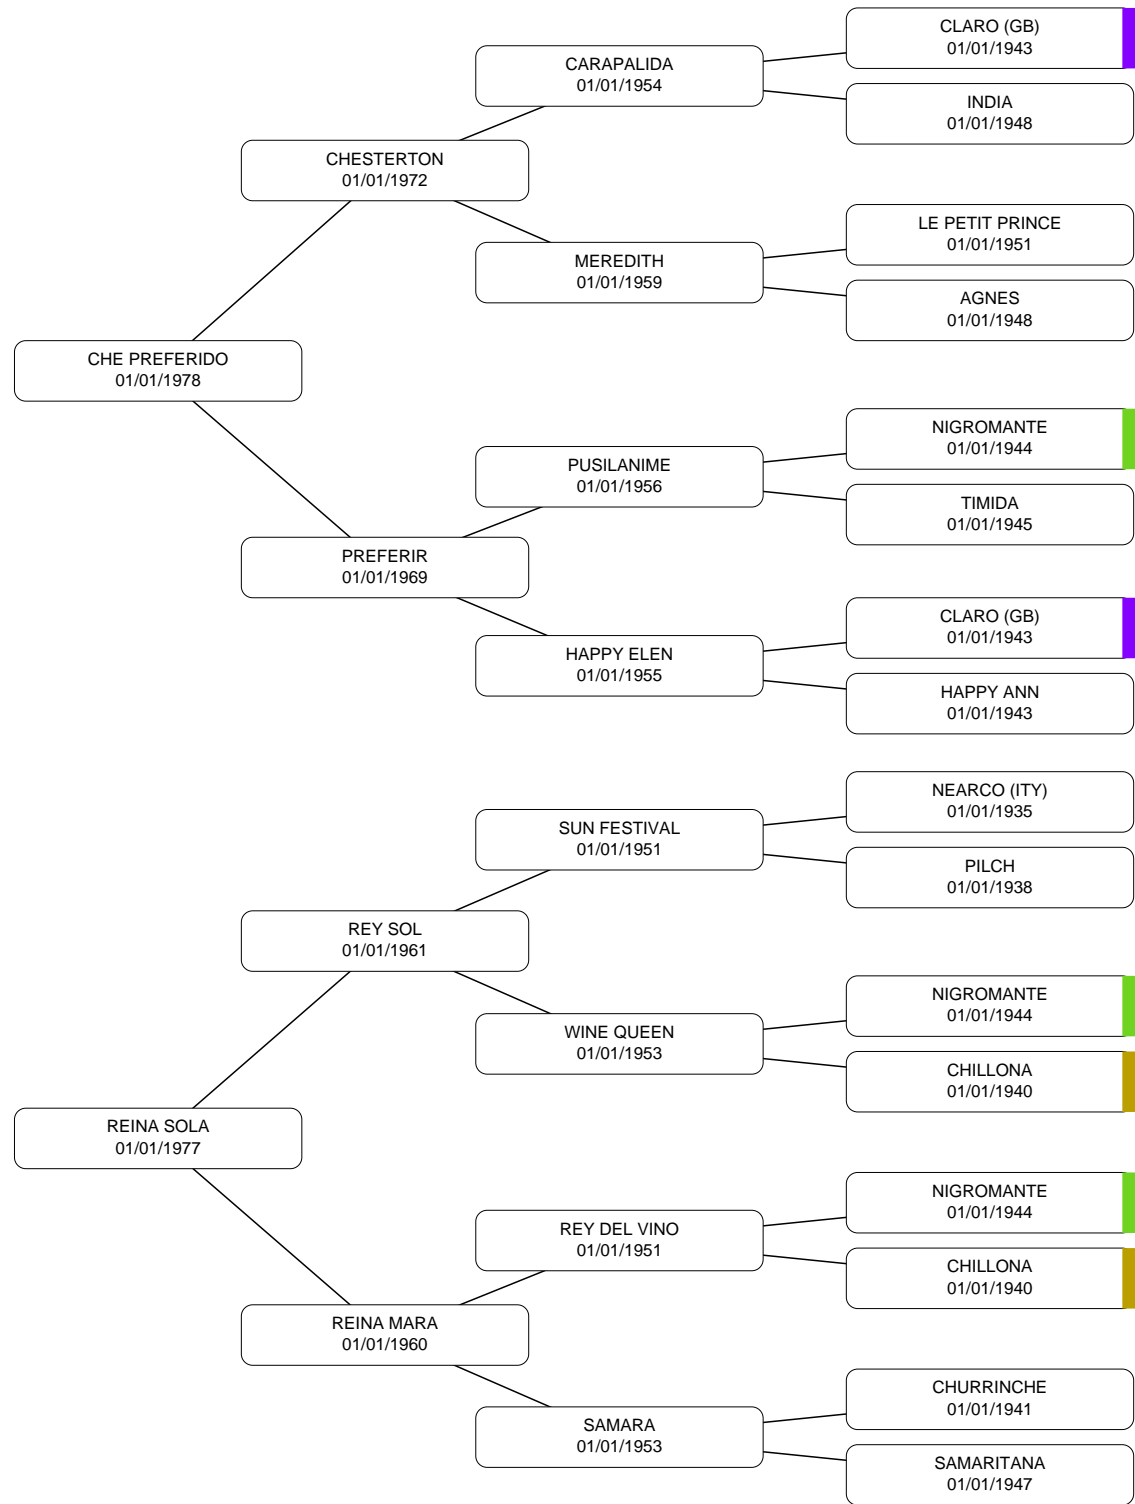 CLARO (GB)
01/01/1943
CARAPALIDA
01/01/1954
INDIA
01/01/1948
CHESTERTON
01/01/1972
LE PETIT PRINCE
01/01/1951
MEREDITH
01/01/1959
AGNES
01/01/1948
CHE PREFERIDO
01/01/1978
NIGROMANTE
01/01/1944
PUSILANIME
01/01/1956
TIMIDA
01/01/1945
PREFERIR
01/01/1969
CLARO (GB)
01/01/1943
HAPPY ELEN
01/01/1955
HAPPY ANN
01/01/1943
NEARCO (ITY)
01/01/1935
SUN FESTIVAL
01/01/1951
PILCH
01/01/1938
REY SOL
01/01/1961
NIGROMANTE
01/01/1944
WINE QUEEN
01/01/1953
CHILLONA
01/01/1940
REINA SOLA
01/01/1977
NIGROMANTE
01/01/1944
REY DEL VINO
01/01/1951
CHILLONA
01/01/1940
REINA MARA
01/01/1960
CHURRINCHE
01/01/1941
SAMARA
01/01/1953
SAMARITANA
01/01/1947